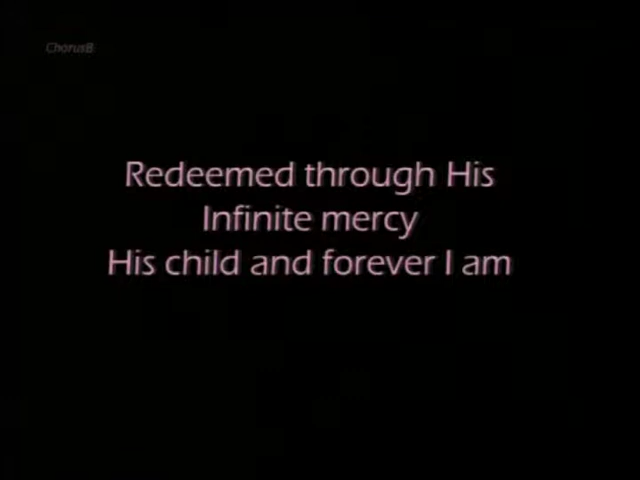 ChorusB
Redeemed through His
Infinite mercy
His child and forever I am